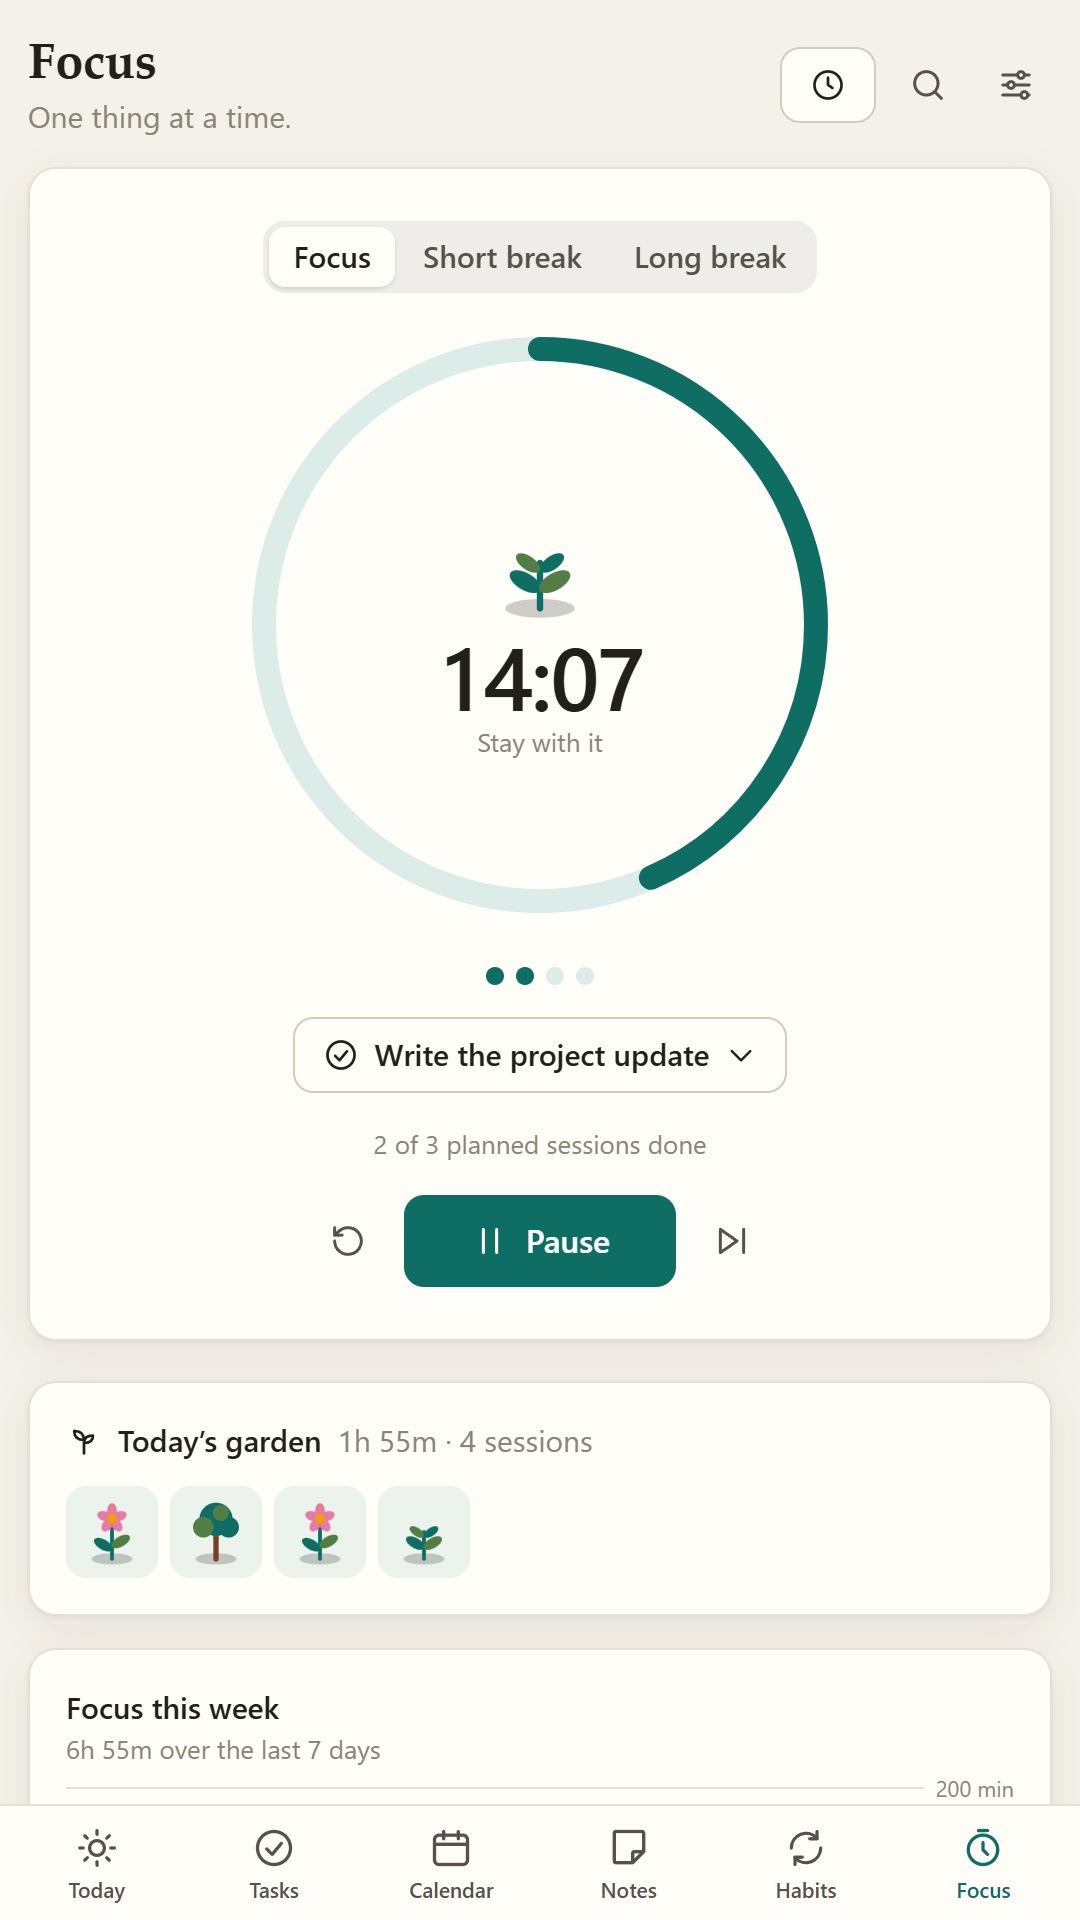 Focus
One thing at a time.
Focus Short break Long break
14:07
Stay with it
Write the project update
2 of 3 planned sessions done
Pause
Today’s garden 1h 55m · 4 sessions
Focus this week
6h 55m over the last 7 days
200 min
Today Tasks Calendar Notes Habits Focus